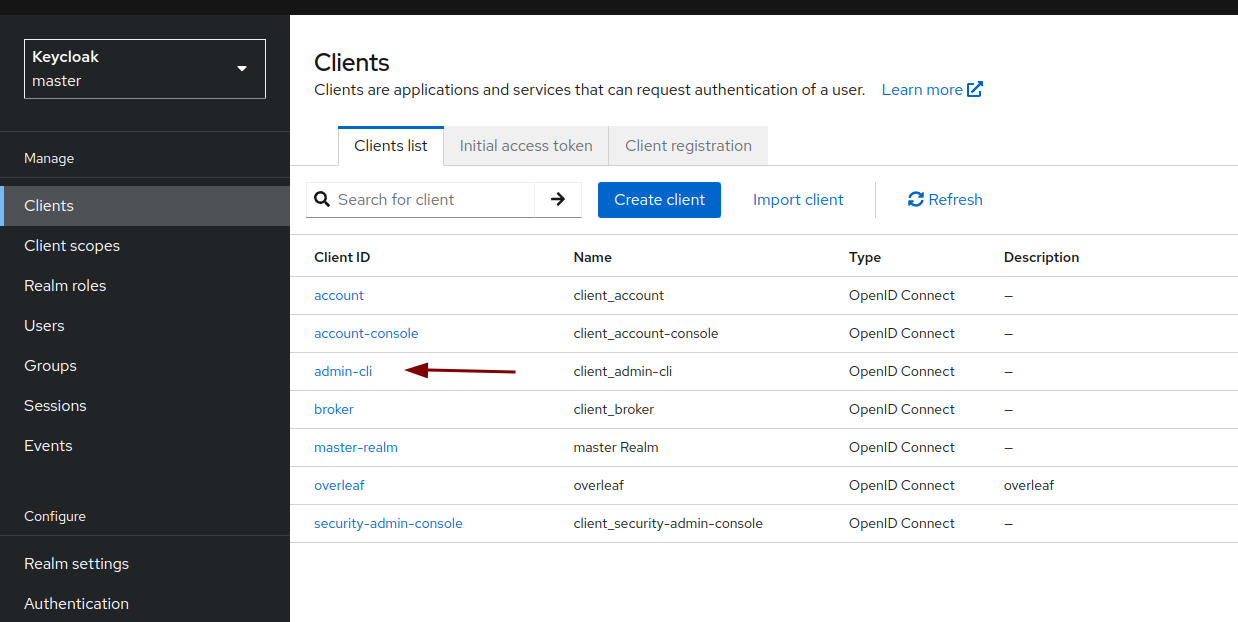 Keycloak
master
Manage
Clients
Client scopes
Realm roles
Users
Groups
Sessions
Events
Configure
Realm settings
Authentication
Clients
Clients are applications and services that can request authentication of a user. Learn more
Clients list Initial access token Client registration
Search for client Create client Import client Refresh
Client ID Name Type Description
account client_account OpenID Connect –
account-console client_account-console OpenID Connect –
admin-cli client_admin-cli OpenID Connect –
broker client_broker OpenID Connect –
master-realm master Realm OpenID Connect –
overleaf overleaf OpenID Connect overleaf
security-admin-console client_security-admin-console OpenID Connect –